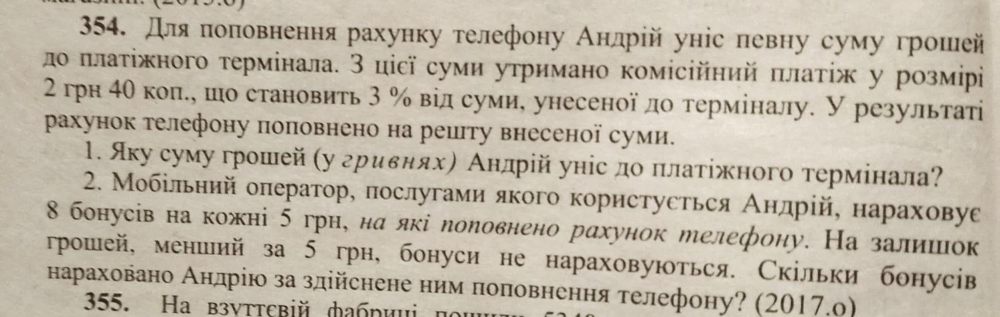 (2015.о)
354. Для поповнення рахунку телефону Андрій уніс певну суму грошей
до платіжного термінала. З цієї суми утримано комісійний платіж у розмірі
2 грн 40 коп., що становить 3 % від суми, унесеної до терміналу. У результаті
рахунок телефону поповнено на решту внесеної суми.
1. Яку суму грошей (у гривнях) Андрій уніс до платіжного термінала?
2. Мобільний оператор, послугами якого користується Андрій, нараховує
8 бонусів на кожні 5 грн, на які поповнено рахунок телефону. На залишок
грошей, менший за 5 грн, бонуси не нараховуються. Скільки бонусів
нараховано Андрію за здійснене ним поповнення телефону? (2017.о)
355. На взуттєвій фабриці